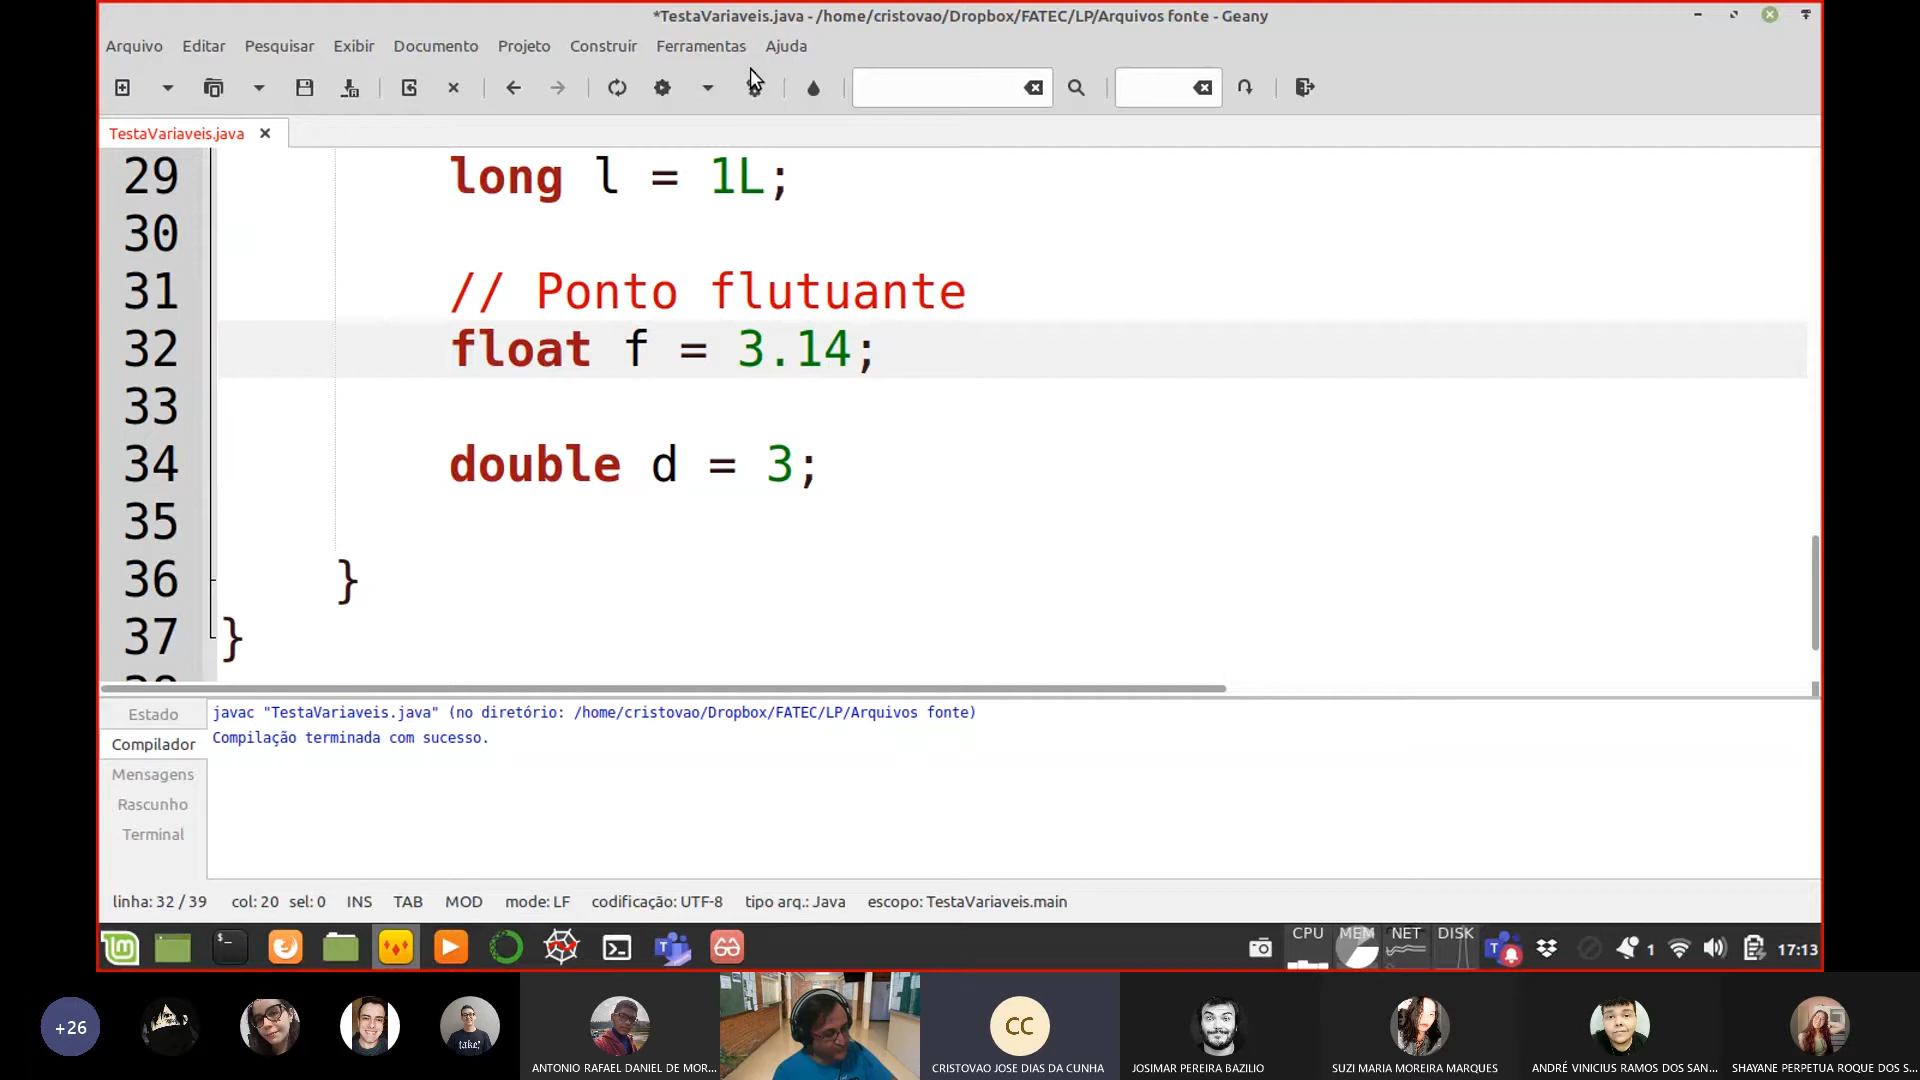 *TestaVariaveis.java - /home/cristovao/Dropbox/FATEC/LP/Arquivos fonte - Geany
Arquivo Editar Pesquisar Exibir Documento Projeto Construir Ferramentas Ajuda
TestaVariaveis.java
29 long l = 1L;
30
31 // Ponto flutuante
32 float f = 3.14;
33
34 double d = 3;
35
36 }
37 }
Estado
Compilador
Mensagens
Rascunho
Terminal
javac "TestaVariaveis.java" (no diretório: /home/cristovao/Dropbox/FATEC/LP/Arquivos fonte)
Compilação terminada com sucesso.
linha: 32 / 39 col: 20 sel: 0 INS TAB MOD mode: LF codificação: UTF-8 tipo arq.: Java escopo: TestaVariaveis.main
CPU MEM NET DISK 1 17:13
+26
take!
CC
ANTONIO RAFAEL DANIEL DE MOR... CRISTOVAO JOSE DIAS DA CUNHA JOSIMAR PEREIRA BAZILIO SUZI MARIA MOREIRA MARQUES ANDRÉ VINICIUS RAMOS DOS SAN... SHAYANE PERPETUA ROQUE DOS S...